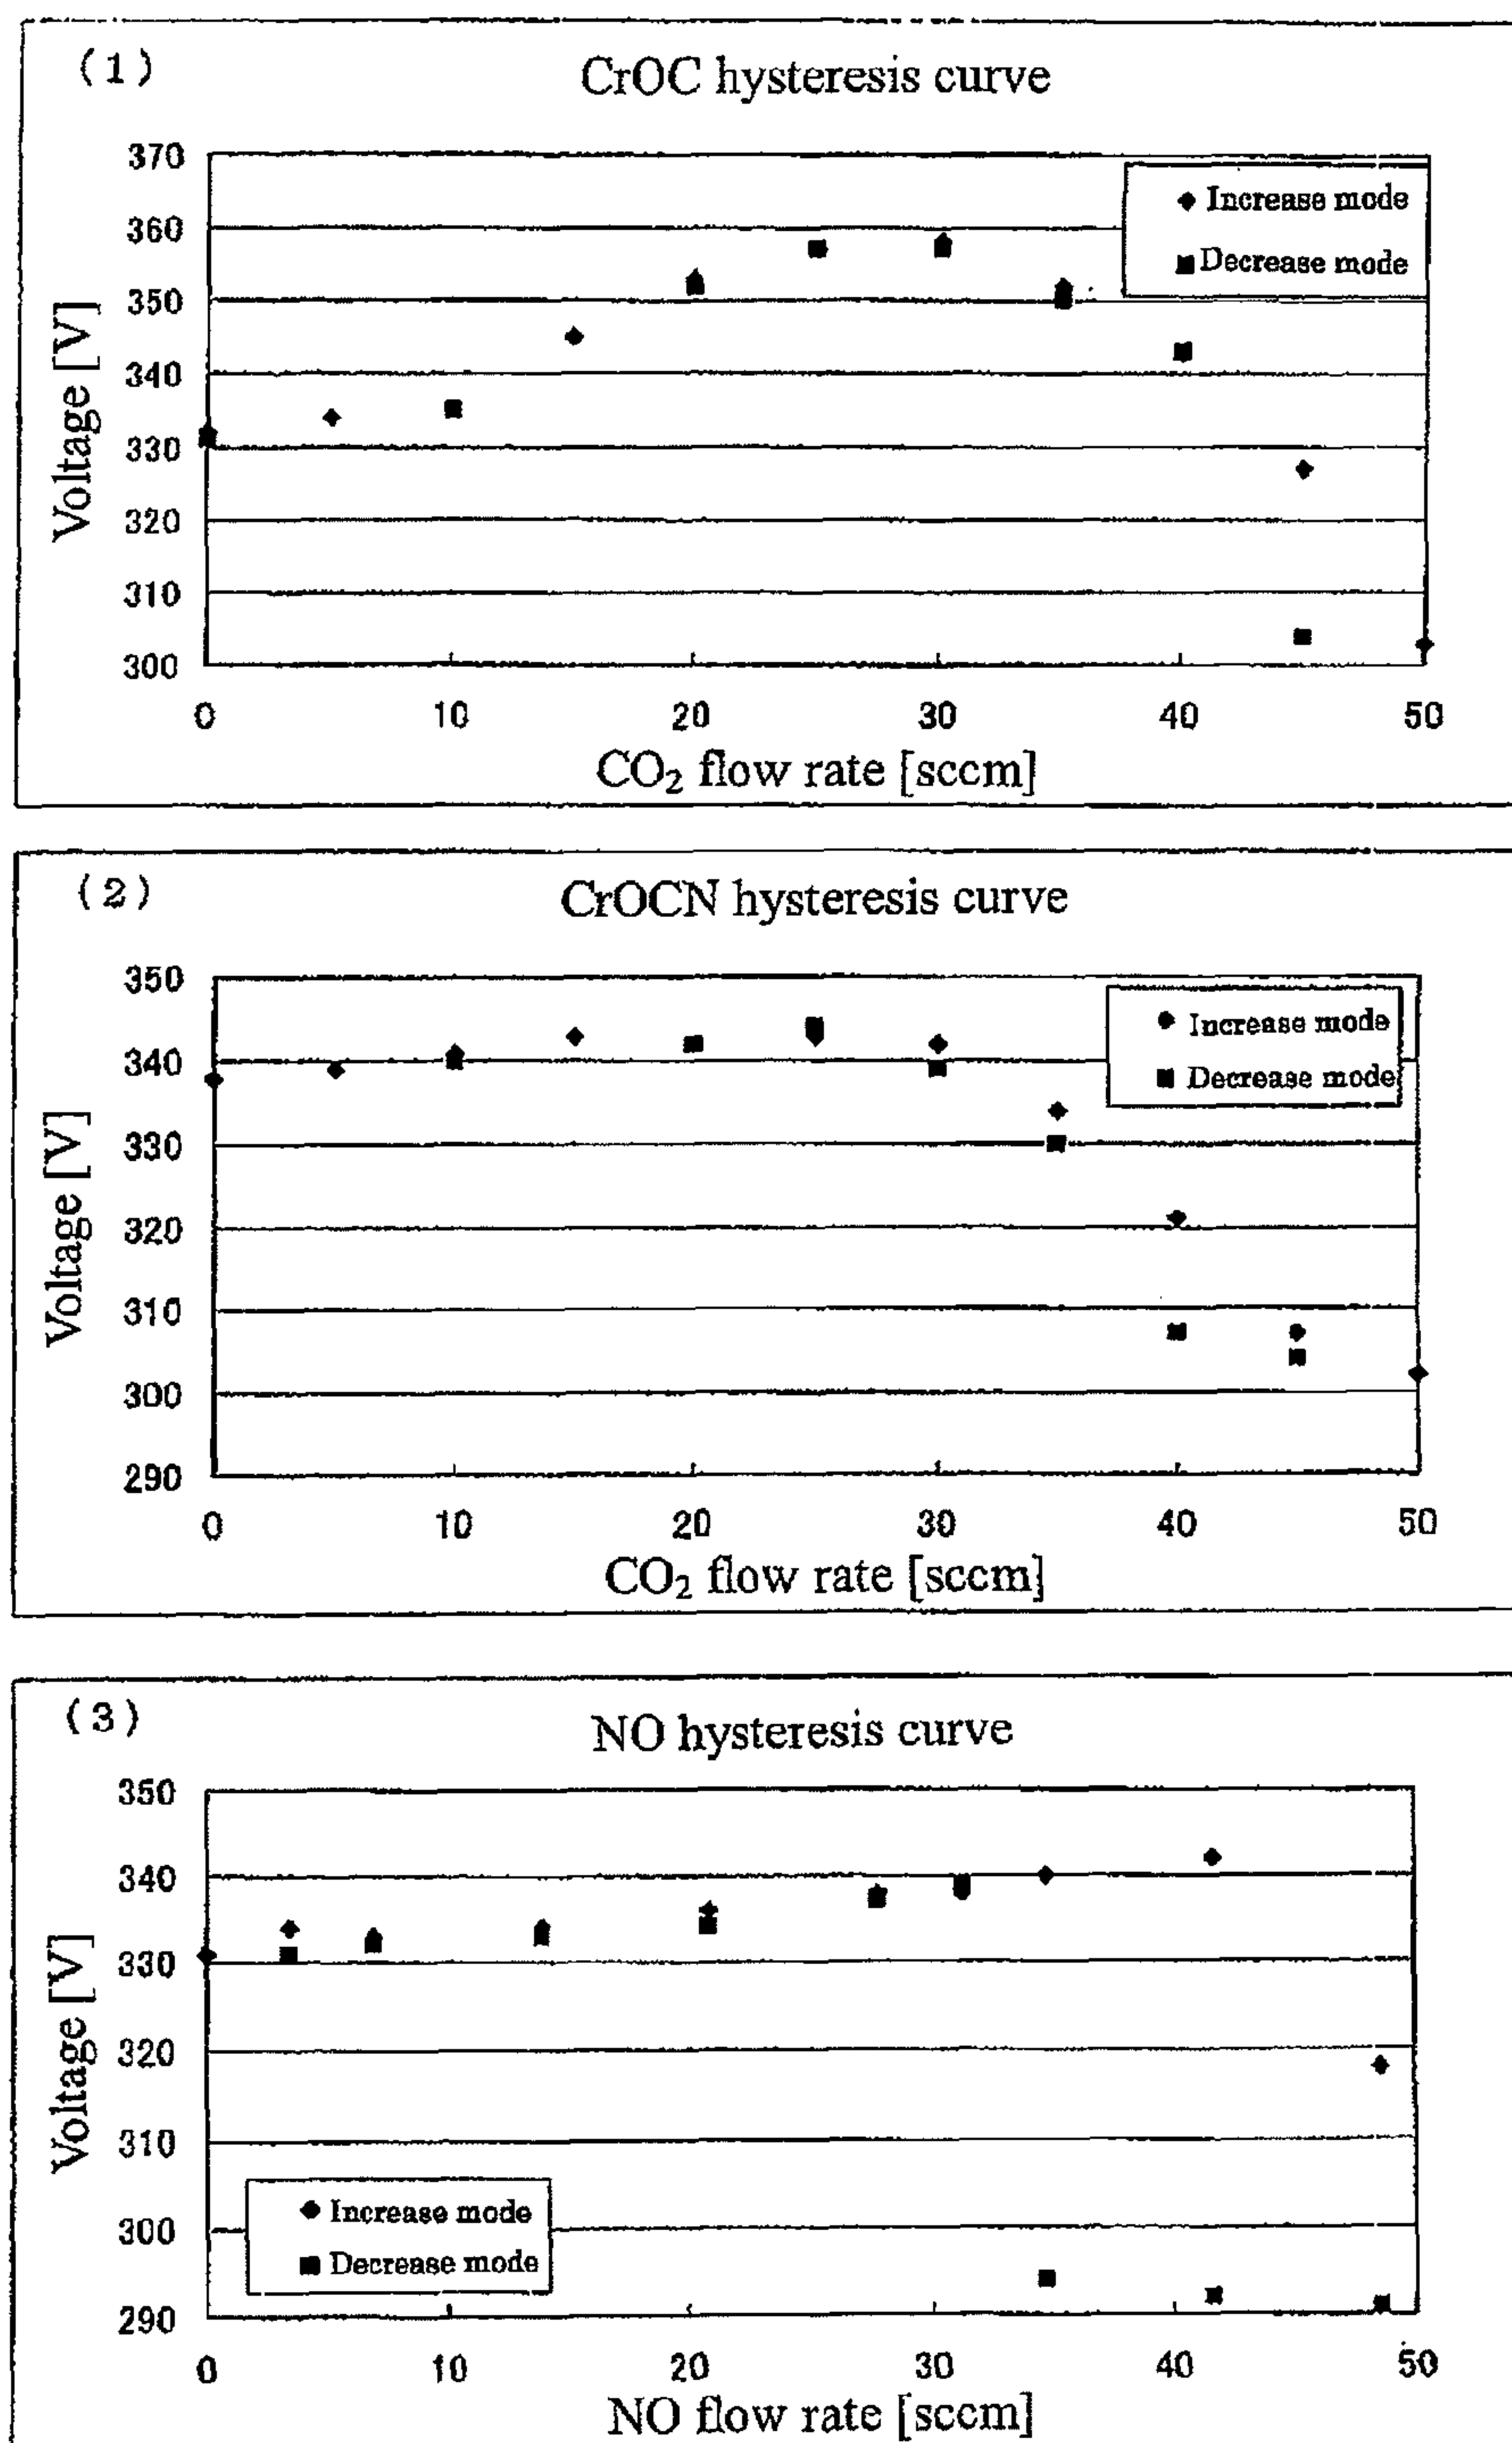 (1)
CrOC hysteresis curve
370
360
350
340
330
320
310
300
Voltage [V]
Increase mode
Decrease mode
0 10 20 30 40 50
CO₂ flow rate [sccm]
(2)
CrOCN hysteresis curve
350
340
330
320
310
300
290
Voltage [V]
Increase mode
Decrease mode
0 10 20 30 40 50
CO₂ flow rate [sccm]
(3)
NO hysteresis curve
350
340
330
320
310
300
290
Voltage [V]
Increase mode
Decrease mode
0 10 20 30 40 50
NO flow rate [sccm]